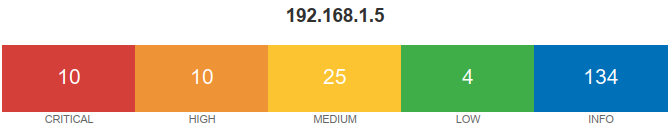 192.168.1.5
10 10 25 4 134
CRITICAL HIGH MEDIUM LOW INFO